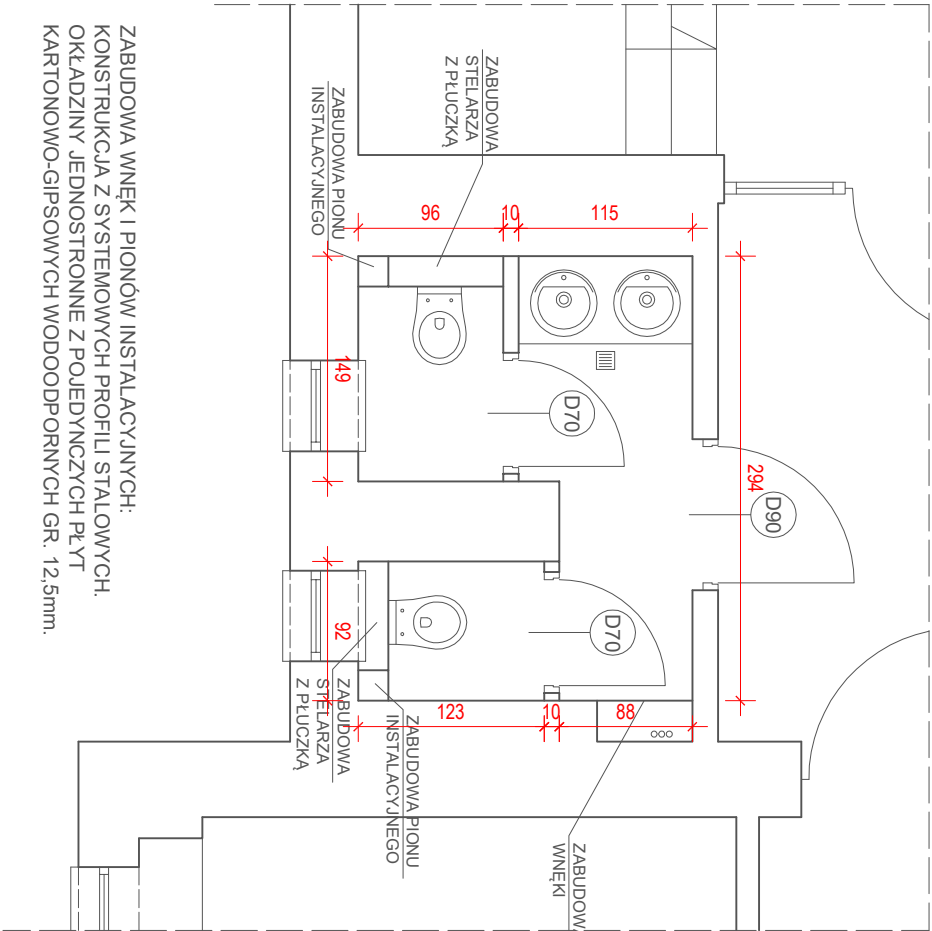 ZABUDOWA WNĘK I PIONÓW INSTALACYJNYCH:
KONSTRUKCJA Z SYSTEMOWYCH PROFILI STALOWYCH.
OKŁADZINY JEDNOSTRONNE Z POJEDYNCZYCH PŁYT
KARTONOWO-GIPSOWYCH WODOODPORNYCH GR. 12,5mm.
ZABUDOWA
STELARZA
Z PŁUCZKĄ
ZABUDOWA PIONU
INSTALACYJNEGO
96
10
115
149
294
D70
D90
D70
92
123
10
88
ZABUDOWA
STELARZA
Z PŁUCZKĄ
ZABUDOWA PIONU
INSTALACYJNEGO
ZABUDOW
WNĘKI